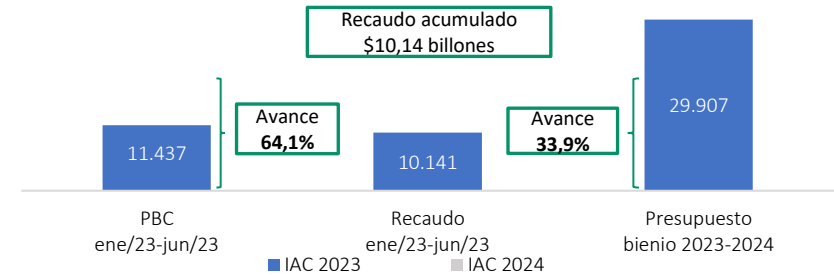 Recaudo acumulado
$10,14 billones
Avance
64,1%
Avance
33,9%
11.437
10.141
29.907
PBC
ene/23-jun/23
Recaudo
ene/23-jun/23
Presupuesto
bienio 2023-2024
IAC 2023
IAC 2024